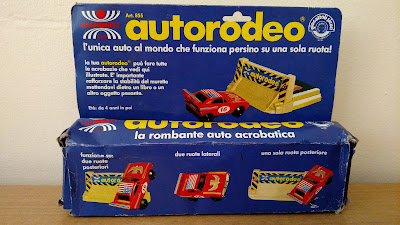 Art. 855
autorodeo®
l'unica auto al mondo che funziona persino su una sola ruota!
la tua autorodeo® può fare tutte
le acrobazie che vedi qui
illustrate. E' importante
rafforzare la stabilità del muretto
mettendovi dietro un libro o un
altro oggetto pesante.
Età: da 4 anni in poi
autorodeo
la rombante auto acrobatica
funziona su:
due ruote
posteriori
due ruote laterali
una sola ruota posteriore
autorodeo